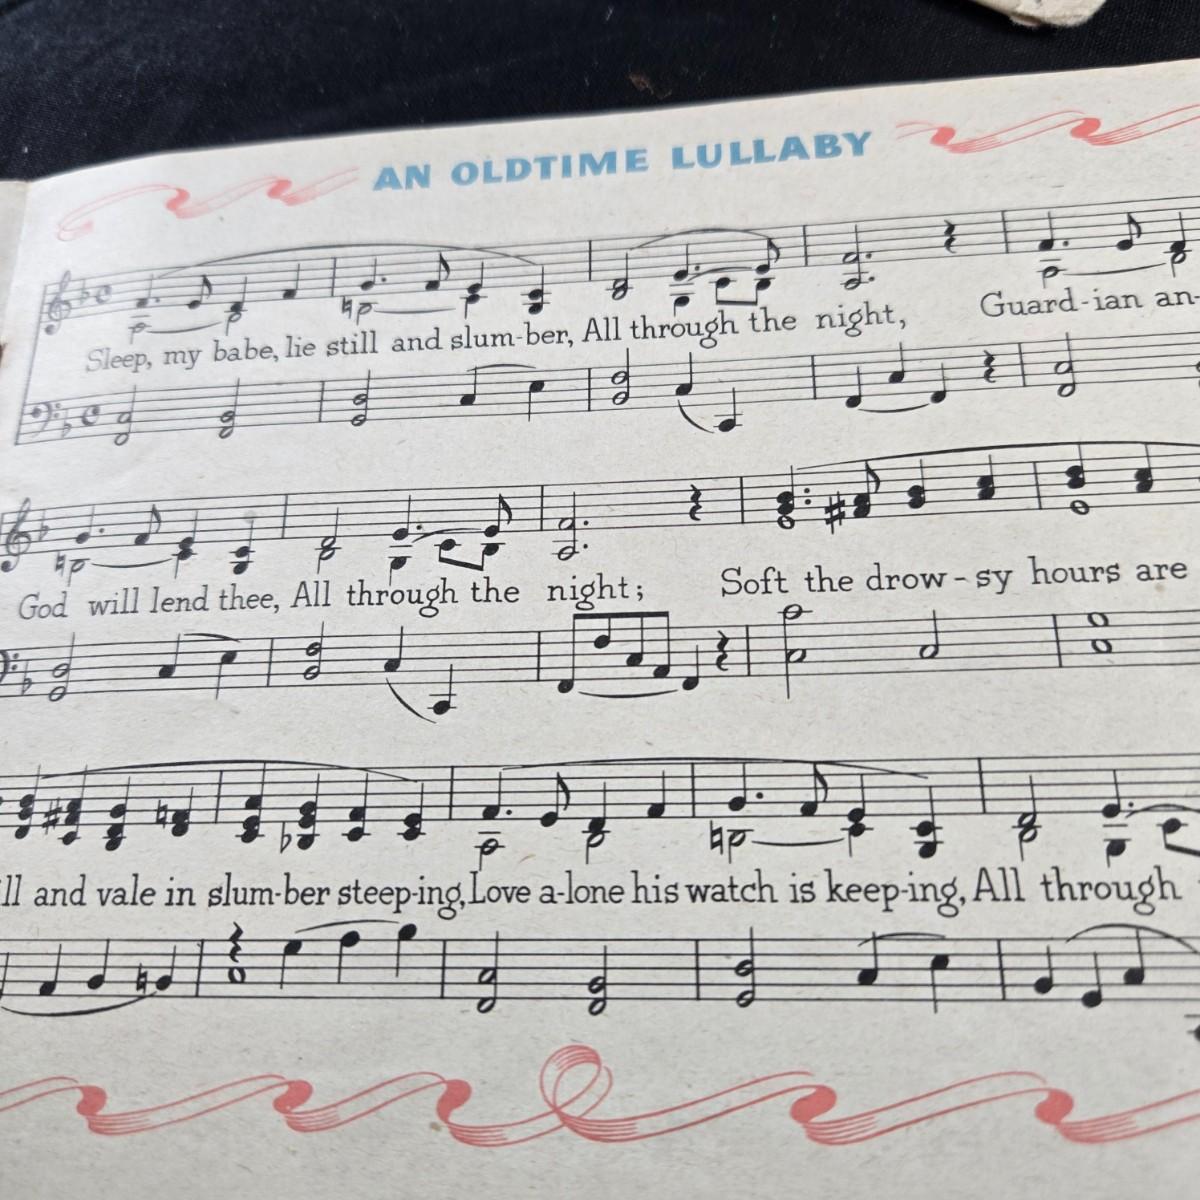 AN OLDTIME LULLABY
Sleep, my babe, lie still and slum-ber, All through the night, Guard-ian an-
God will lend thee, All through the night; Soft the drow-sy hours are
ll and vale in slum-ber steep-ing, Love a-lone his watch is keep-ing, All through